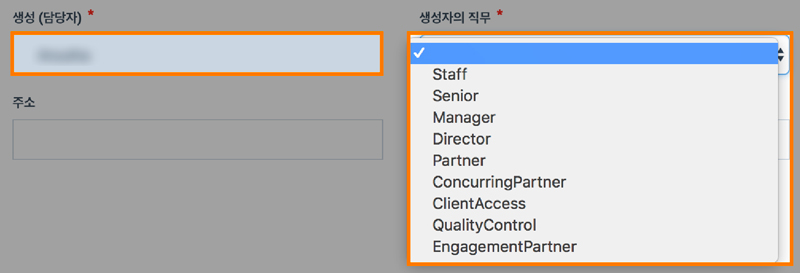 생성 (담당자) *
생성자의 직무 *
✓
Staff
Senior
Manager
Director
Partner
ConcurringPartner
ClientAccess
QualityControl
EngagementPartner
주소